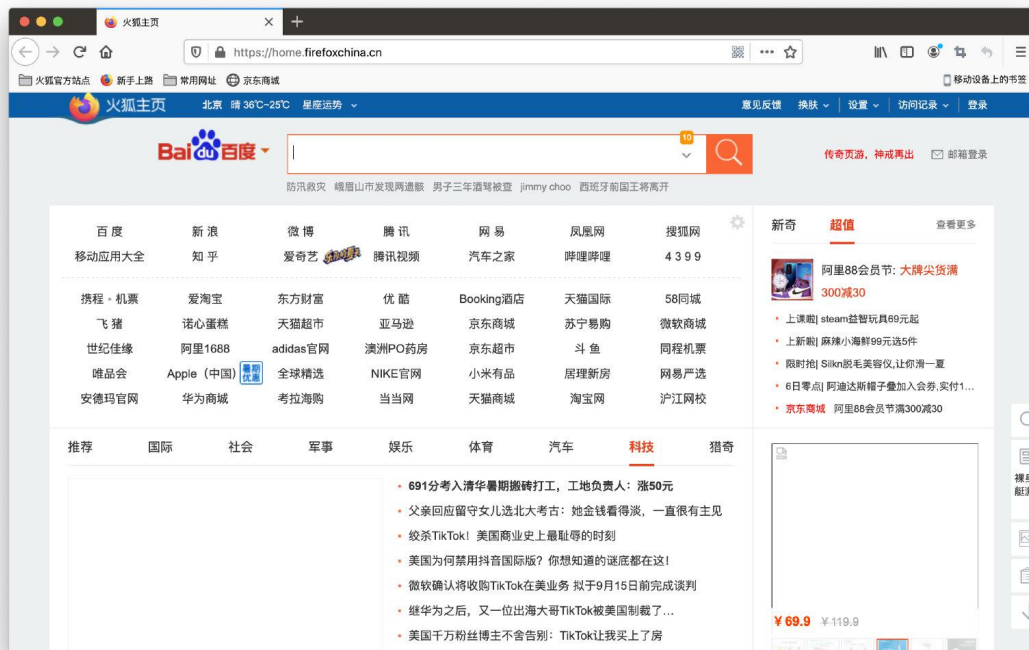 火狐主页
https://home.firefoxchina.cn
火狐官方站点 新手上路 常用网址 京东商城 移动设备上的书签
火狐主页 北京 晴 36℃~25℃ 星座运势 意见反馈 换肤 设置 访问记录 登录
Bai du 百度 10 传奇页游，神戒再出 邮箱登录
防汛救灾 峨眉山市发现两遗骸 男子三年酒驾被查 jimmy choo 西班牙前国王将离开
百 度 新 浪 微 博 腾 讯 网 易 凤凰网 搜狐网
移动应用大全 知 乎 爱奇艺 腾讯视频 汽车之家 哔哩哔哩 4 3 9 9
携程·机票 爱淘宝 东方财富 优 酷 Booking酒店 天猫国际 58同城
飞 猪 诺心蛋糕 天猫超市 亚马逊 京东商城 苏宁易购 微软商城
世纪佳缘 阿里1688 adidas官网 澳洲PO药房 京东超市 斗 鱼 同程机票
唯品会 Apple（中国） 暑期优惠 全球精选 NIKE官网 小米有品 居理新房 网易严选
安德玛官网 华为商城 考拉海购 当当网 天猫商城 淘宝网 沪江网校
新奇 超值 查看更多
阿里88会员节: 大牌尖货满
300减30
上课啦| steam益智玩具69元起
上新啦| 麻辣小海鲜99元选5件
限时抢| Silkn脱毛美容仪,让你滑一夏
6日零点| 阿迪达斯帽子叠加入会券,实付1...
京东商城 阿里88会员节满300减30
推荐 国际 社会 军事 娱乐 体育 汽车 科技 猎奇
691分考入清华暑期搬砖打工，工地负责人：涨50元
父亲回应留守女儿选北大考古：她金钱看得淡，一直很有主见
绞杀TikTok！美国商业史上最耻辱的时刻
美国为何禁用抖音国际版？你想知道的谜底都在这！
微软确认将收购TikTok在美业务 拟于9月15日前完成谈判
继华为之后，又一位出海大哥TikTok被美国制裁了...
美国千万粉丝博主不舍告别：TikTok让我买上了房
¥69.9 ¥119.9